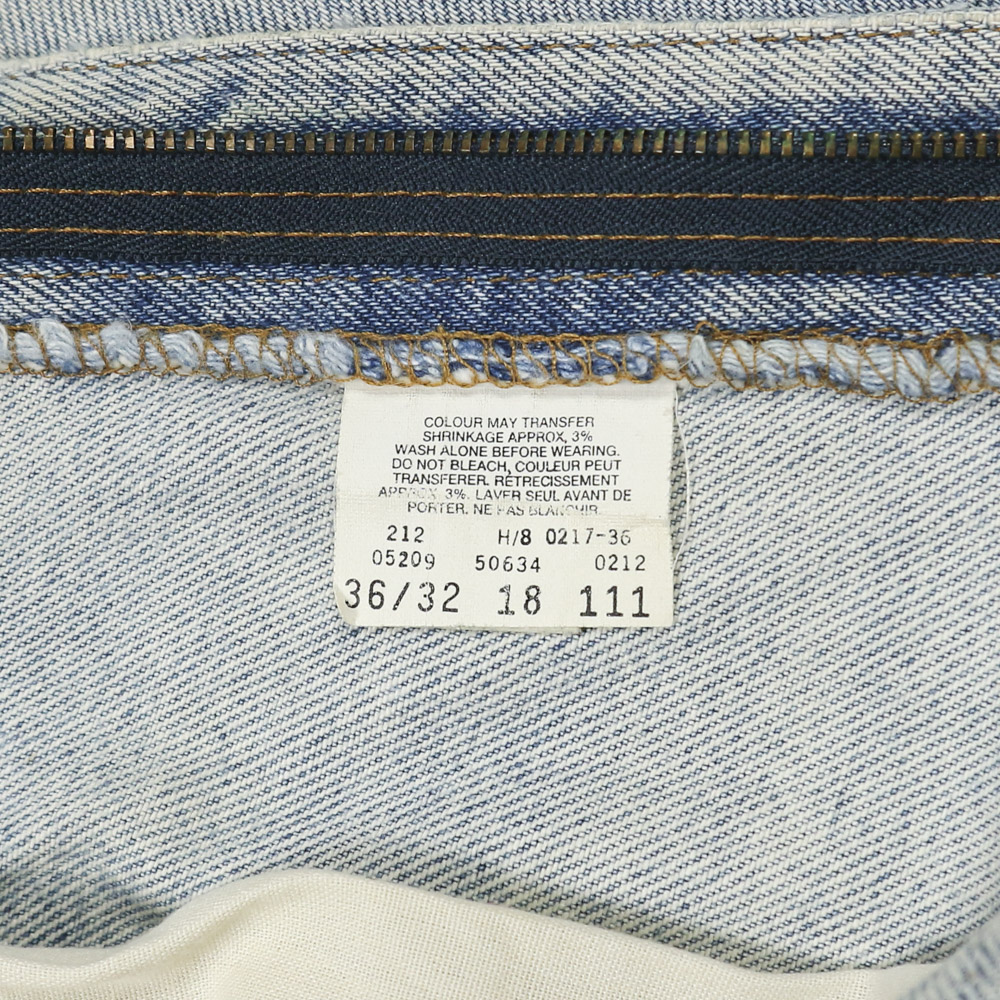 COLOUR MAY TRANSFER
SHRINKAGE APPROX, 3%
WASH ALONE BEFORE WEARING.
DO NOT BLEACH, COULEUR PEUT
TRANSFERER. RÉTRECISSEMENT
APPROX 3%. LAVER SEUL AVANT DE
PORTER. NE PAS BLANCHIR.
212 H/8 0217-36
05209 50634 0212
36/32 18 111